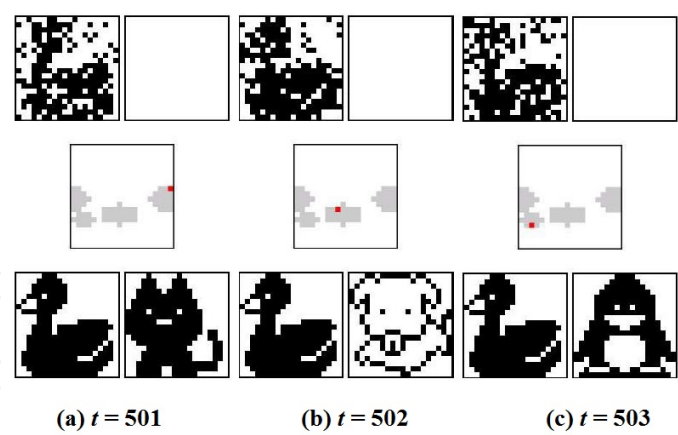 (a) t = 501
(b) t = 502
(c) t = 503